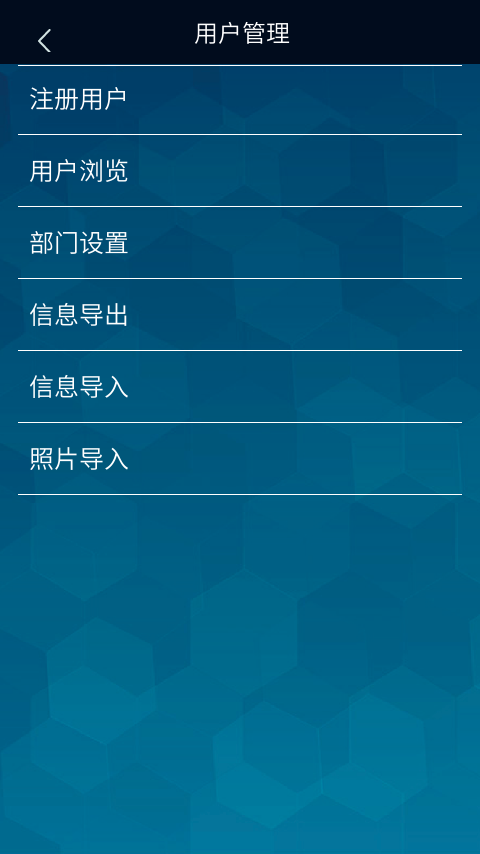 用户管理
注册用户
用户浏览
部门设置
信息导出
信息导入
照片导入